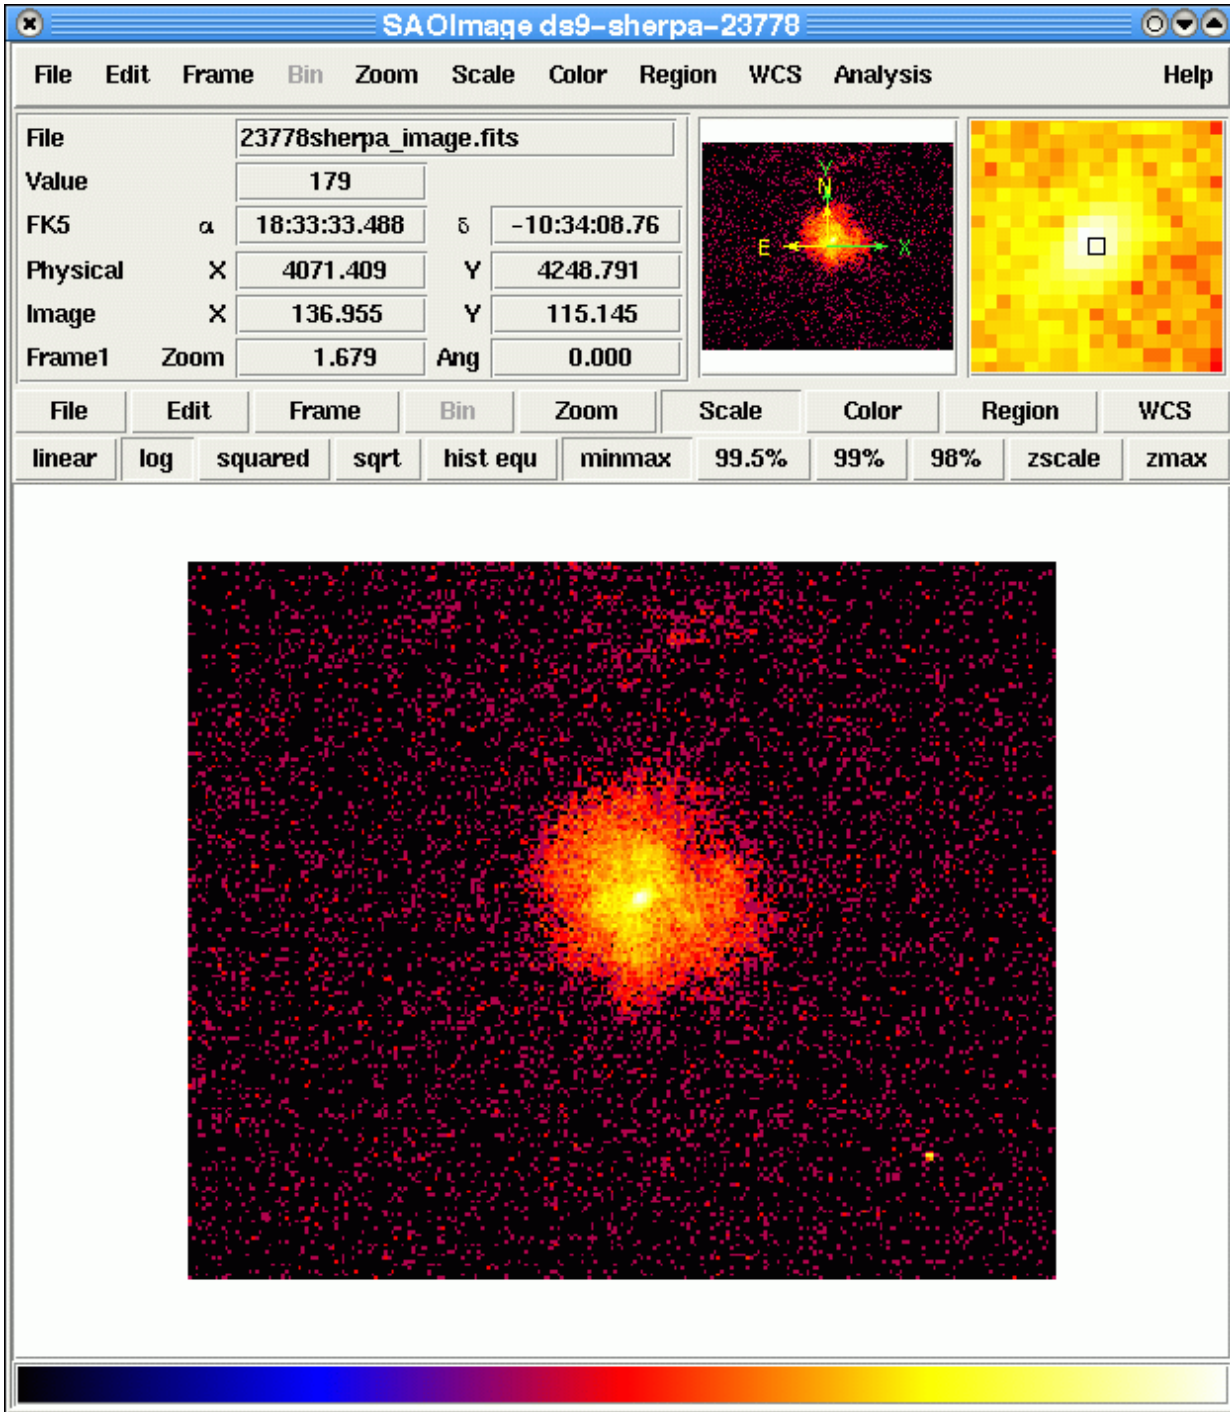 SAOImage ds9-sherpa-23778
File Edit Frame Bin Zoom Scale Color Region WCS Analysis Help
File 23778sherpa_image.fits
Value 179
FK5 α 18:33:33.488 δ -10:34:08.76
Physical X 4071.409 Y 4248.791
Image X 136.955 Y 115.145
Frame1 Zoom 1.679 Ang 0.000
Y
N
E X
File Edit Frame Bin Zoom Scale Color Region WCS
linear log squared sqrt hist equ minmax 99.5% 99% 98% zscale zmax